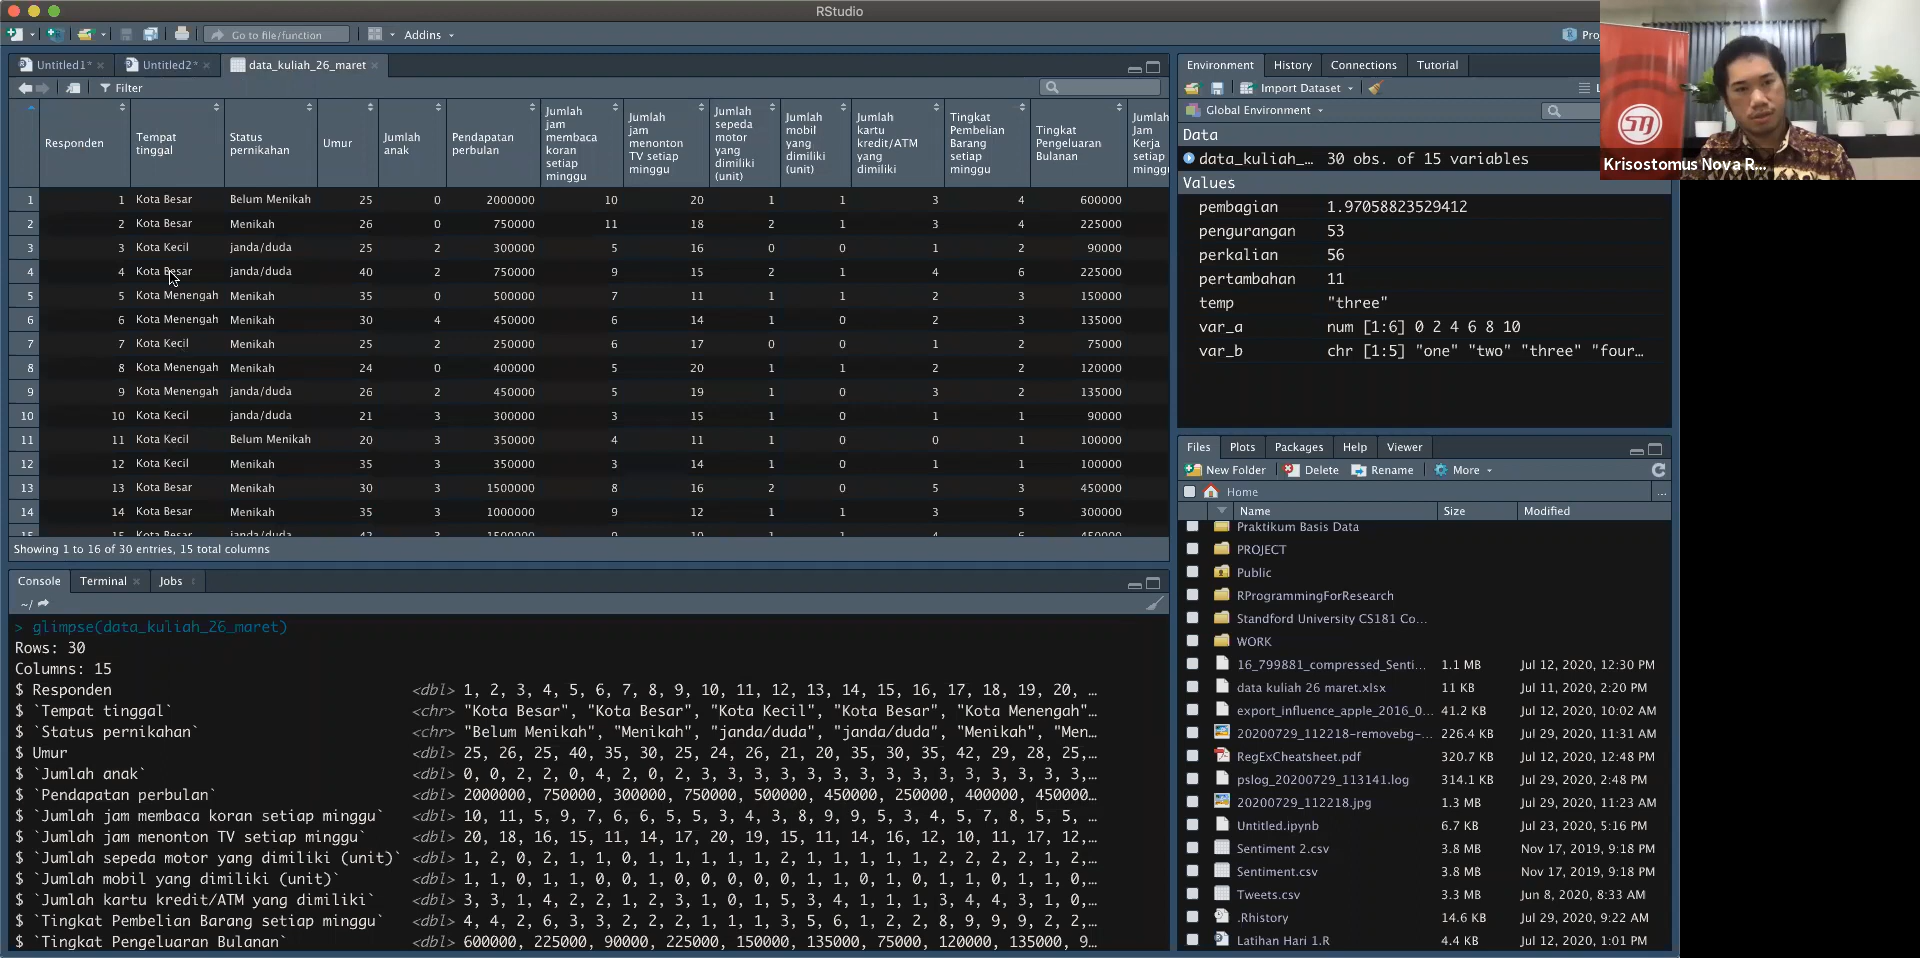 RStudio
Go to file/function
Addins
Untitled1*
Untitled2*
data_kuliah_26_maret
Filter
Responden
Tempat tinggal
Status pernikahan
Umur
Jumlah anak
Pendapatan perbulan
Jumlah jam membaca koran setiap minggu
Jumlah jam menonton TV setiap minggu
Jumlah sepeda motor yang dimiliki (unit)
Jumlah mobil yang dimiliki (unit)
Jumlah kartu kredit/ATM yang dimiliki
Tingkat Pembelian Barang setiap minggu
Tingkat Pengeluaran Bulanan
Jumlah Jam Kerja setiap
1 1 Kota Besar Belum Menikah 25 0 2000000 10 20 1 1 3 4 600000
2 2 Kota Besar Menikah 26 0 750000 11 18 2 1 3 4 225000
3 3 Kota Kecil janda/duda 25 2 300000 5 16 0 0 1 2 90000
4 4 Kota Besar janda/duda 40 2 750000 9 15 2 1 4 6 225000
5 5 Kota Menengah Menikah 35 0 500000 7 11 1 1 2 3 150000
6 6 Kota Menengah Menikah 30 4 450000 6 14 1 0 2 3 135000
7 7 Kota Kecil Menikah 25 2 250000 6 17 0 0 1 2 75000
8 8 Kota Menengah Menikah 24 0 400000 5 20 1 1 2 2 120000
9 9 Kota Menengah janda/duda 26 2 450000 5 19 1 0 3 2 135000
10 10 Kota Kecil janda/duda 21 3 300000 3 15 1 0 1 1 90000
11 11 Kota Kecil Belum Menikah 20 3 350000 4 11 1 0 0 1 100000
12 12 Kota Kecil Menikah 35 3 350000 3 14 1 0 1 1 100000
13 13 Kota Besar Menikah 30 3 1500000 8 16 2 0 5 3 450000
14 14 Kota Besar Menikah 35 3 1000000 9 12 1 1 3 5 300000
Showing 1 to 16 of 30 entries, 15 total columns
Console Terminal Jobs
~/
> glimpse(data_kuliah_26_maret)
Rows: 30
Columns: 15
$ Responden <dbl> 1, 2, 3, 4, 5, 6, 7, 8, 9, 10, 11, 12, 13, 14, 15, 16, 17, 18, 19, 20, …
$ `Tempat tinggal` <chr> "Kota Besar", "Kota Besar", "Kota Kecil", "Kota Besar", "Kota Menengah"…
$ `Status pernikahan` <chr> "Belum Menikah", "Menikah", "janda/duda", "janda/duda", "Menikah", "Men…
$ Umur <dbl> 25, 26, 25, 40, 35, 30, 25, 24, 26, 21, 20, 35, 30, 35, 42, 29, 28, 25,…
$ `Jumlah anak` <dbl> 0, 0, 2, 2, 0, 4, 2, 0, 2, 3, 3, 3, 3, 3, 3, 3, 3, 3, 3, 3, 3, 3, 3, 3,…
$ `Pendapatan perbulan` <dbl> 2000000, 750000, 300000, 750000, 500000, 450000, 250000, 400000, 450000…
$ `Jumlah jam membaca koran setiap minggu` <dbl> 10, 11, 5, 9, 7, 6, 6, 5, 5, 3, 4, 3, 8, 9, 9, 5, 3, 4, 5, 7, 8, 5, 5, …
$ `Jumlah jam menonton TV setiap minggu` <dbl> 20, 18, 16, 15, 11, 14, 17, 20, 19, 15, 11, 14, 16, 12, 10, 11, 17, 12,…
$ `Jumlah sepeda motor yang dimiliki (unit)` <dbl> 1, 2, 0, 2, 1, 1, 0, 1, 1, 1, 1, 1, 2, 1, 1, 1, 1, 1, 2, 2, 2, 2, 1, 2,…
$ `Jumlah mobil yang dimiliki (unit)` <dbl> 1, 1, 0, 1, 1, 0, 0, 1, 0, 0, 0, 0, 0, 1, 1, 0, 1, 0, 1, 1, 0, 1, 1, 0,…
$ `Jumlah kartu kredit/ATM yang dimiliki` <dbl> 3, 3, 1, 4, 2, 2, 1, 2, 3, 1, 0, 1, 5, 3, 4, 1, 1, 1, 3, 4, 4, 3, 1, 0,…
$ `Tingkat Pembelian Barang setiap minggu` <dbl> 4, 4, 2, 6, 3, 3, 2, 2, 2, 1, 1, 1, 3, 5, 6, 1, 2, 2, 8, 9, 9, 9, 2, 2,…
$ `Tingkat Pengeluaran Bulanan` <dbl> 600000, 225000, 90000, 225000, 150000, 135000, 75000, 120000, 135000, 9…
Environment History Connections Tutorial
Import Dataset
Global Environment
Data
data_kuliah_… 30 obs. of 15 variables
Values
pembagian 1.97058823529412
pengurangan 53
perkalian 56
pertambahan 11
temp "three"
var_a num [1:6] 0 2 4 6 8 10
var_b chr [1:5] "one" "two" "three" "four…
Files Plots Packages Help Viewer
New Folder Delete Rename More
Home ...
Name Size Modified
Praktikum Basis Data
PROJECT
Public
RProgrammingForResearch
Standford University CS181 Co...
WORK
16_799881_compressed_Senti... 1.1 MB Jul 12, 2020, 12:30 PM
data kuliah 26 maret.xlsx 11 KB Jul 11, 2020, 2:20 PM
export_influence_apple_2016_0... 41.2 KB Jul 12, 2020, 10:02 AM
20200729_112218-removebg-... 226.4 KB Jul 29, 2020, 11:31 AM
RegExCheatsheet.pdf 320.7 KB Jul 12, 2020, 12:48 PM
pslog_20200729_113141.log 314.1 KB Jul 29, 2020, 2:48 PM
20200729_112218.jpg 1.3 MB Jul 29, 2020, 11:23 AM
Untitled.ipynb 6.7 KB Jul 23, 2020, 5:16 PM
Sentiment 2.csv 3.8 MB Nov 17, 2019, 9:18 PM
Sentiment.csv 3.8 MB Nov 17, 2019, 9:18 PM
Tweets.csv 3.3 MB Jun 8, 2020, 8:33 AM
.Rhistory 14.6 KB Jul 29, 2020, 9:22 AM
Latihan Hari 1.R 4.4 KB Jul 12, 2020, 1:01 PM
Krisostomus Nova R...